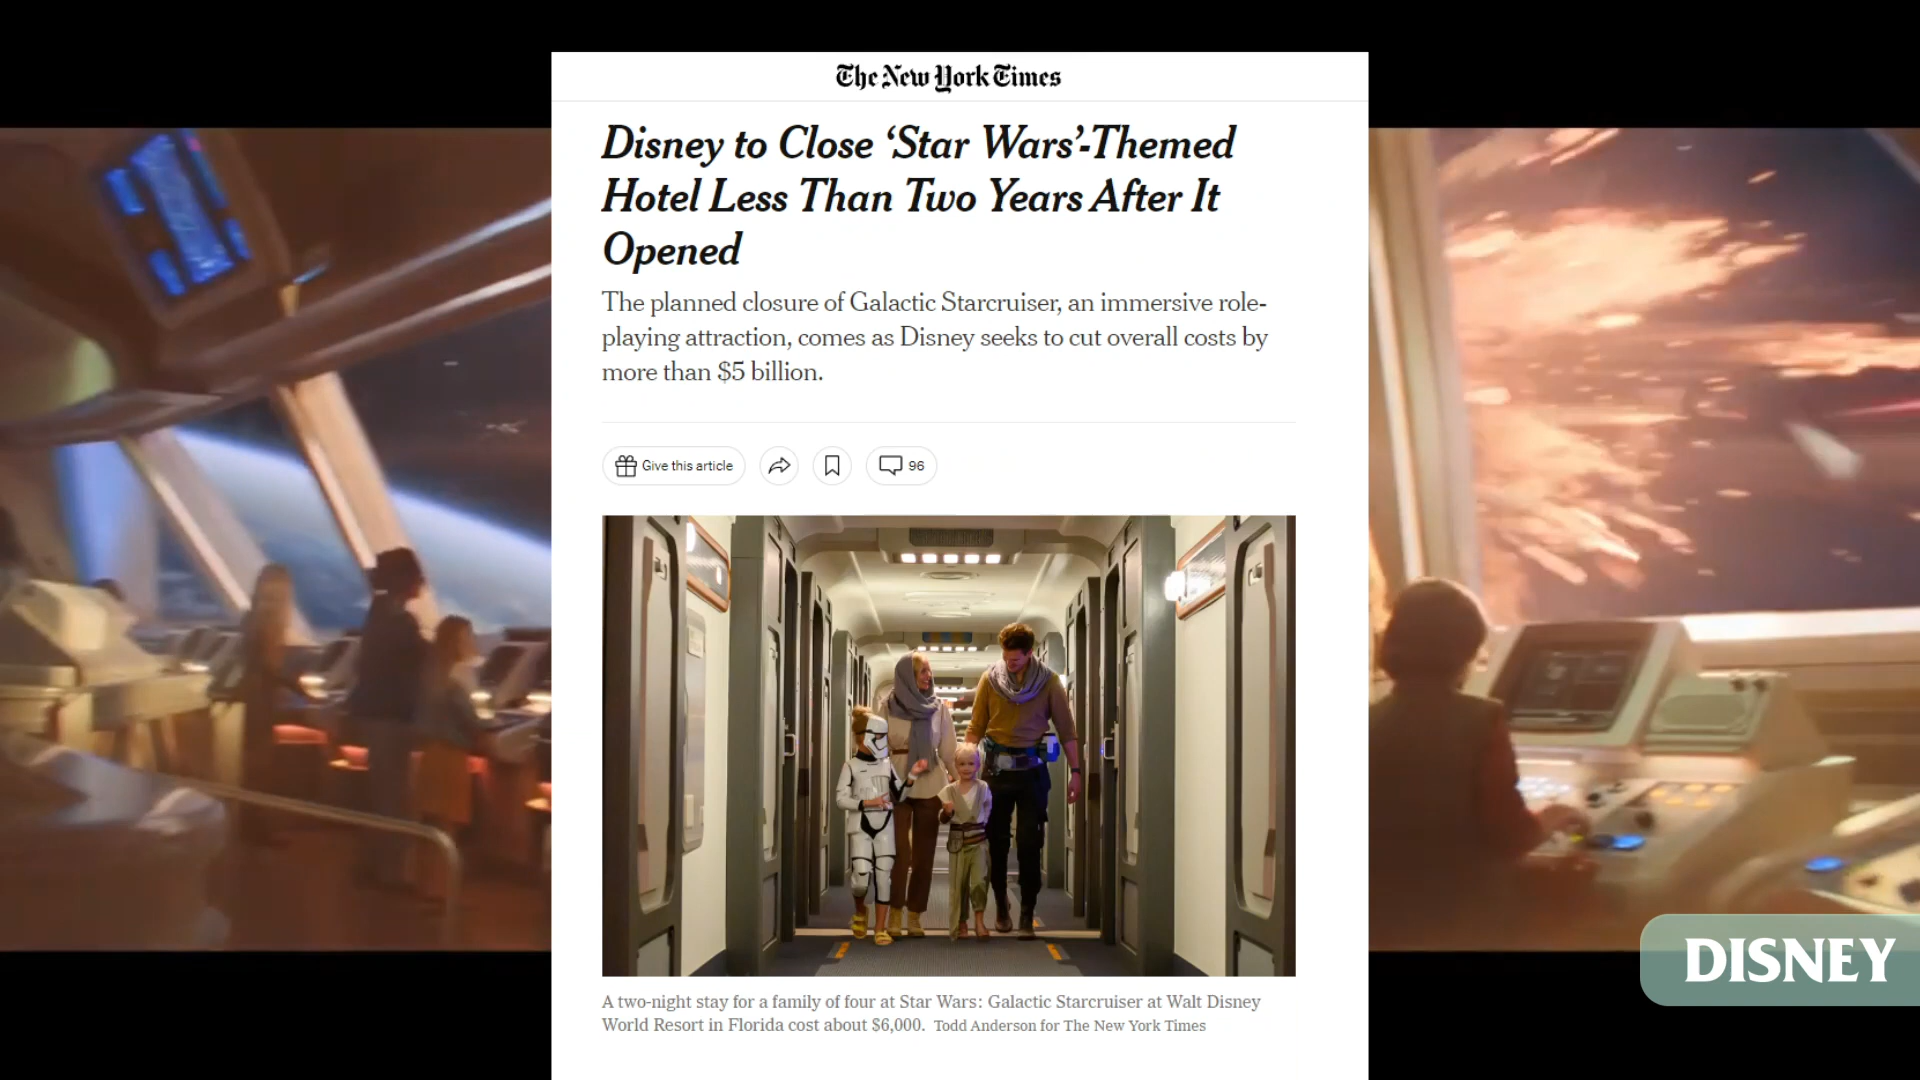 The New York Times
Disney to Close ‘Star Wars’-Themed
Hotel Less Than Two Years After It
Opened
The planned closure of Galactic Starcruiser, an immersive role-
playing attraction, comes as Disney seeks to cut overall costs by
more than $5 billion.
Give this article
96
A two-night stay for a family of four at Star Wars: Galactic Starcruiser at Walt Disney
World Resort in Florida cost about $6,000. Todd Anderson for The New York Times
DISNEY